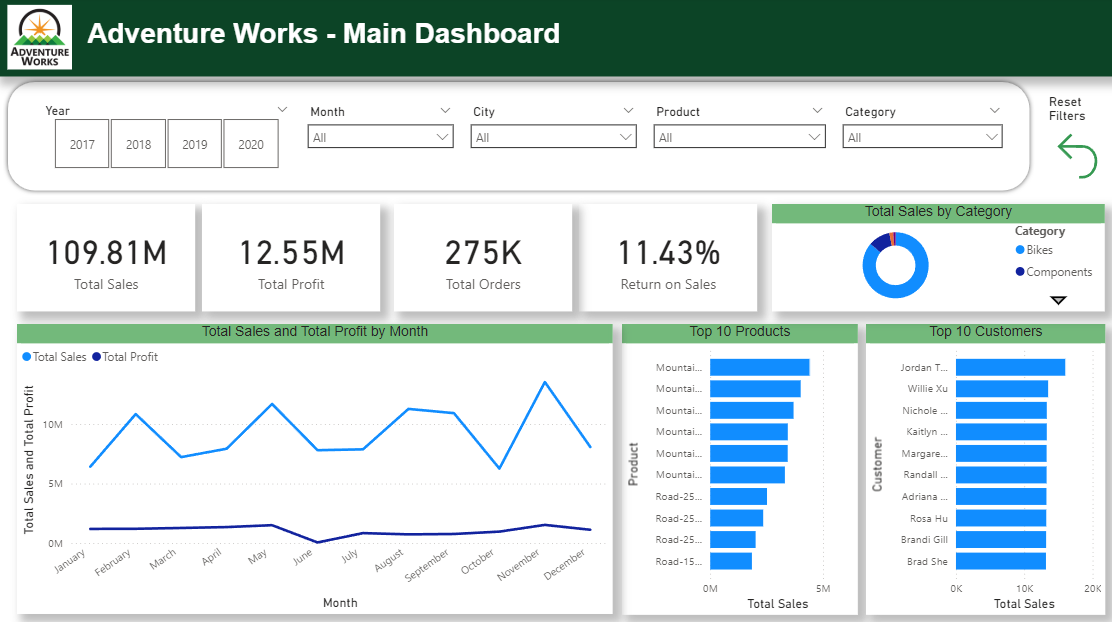 ADVENTURE
WORKS
Adventure Works - Main Dashboard
Year
2017
2018
2019
2020
Month
All
City
All
Product
All
Category
All
Reset
Filters
109.81M
Total Sales
12.55M
Total Profit
275K
Total Orders
11.43%
Return on Sales
Total Sales by Category
Category
Bikes
Components
Total Sales and Total Profit by Month
Total Sales
Total Profit
Total Sales and Total Profit
10M
5M
0M
January
February
March
April
May
June
July
August
September
October
November
December
Month
Top 10 Products
Product
Mountai...
Mountai...
Mountai...
Mountai...
Mountai...
Mountai...
Road-25...
Road-25...
Road-25...
Road-15...
0M
5M
Total Sales
Top 10 Customers
Customer
Jordan T...
Willie Xu
Nichole ...
Kaitlyn ...
Margare...
Randall ...
Adriana ...
Rosa Hu
Brandi Gill
Brad She
0K
10K
20K
Total Sales